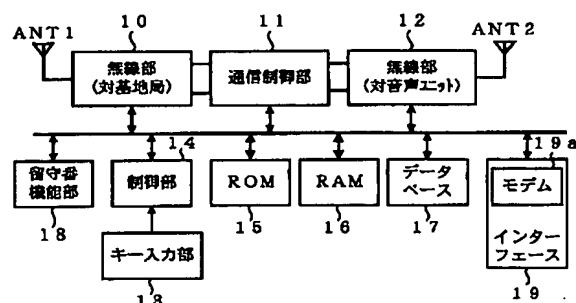 10
11
12
ANT1
ANT2
無線部
(対基地局)
通信制御部
無線部
(対音声ユニット)
14
19a
留守番
機能部
制御部
ROM
RAM
データ
ベース
モデム
インター
フェース
18
キー入力部
15
16
17
13
19